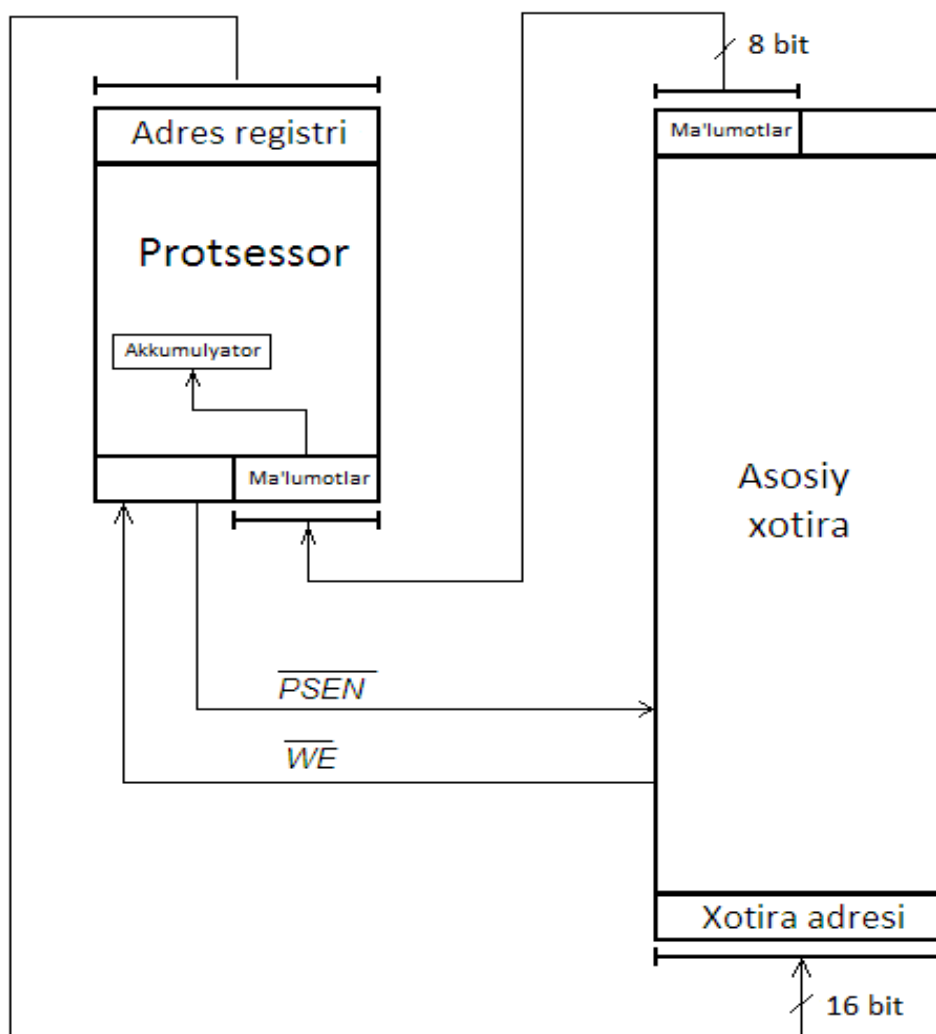 8 bit
Adres registri
Ma'lumotlar
Protsessor
Akkumulyator
Ma'lumotlar
Asosiy
xotira
PSEN
WE
Xotira adresi
16 bit